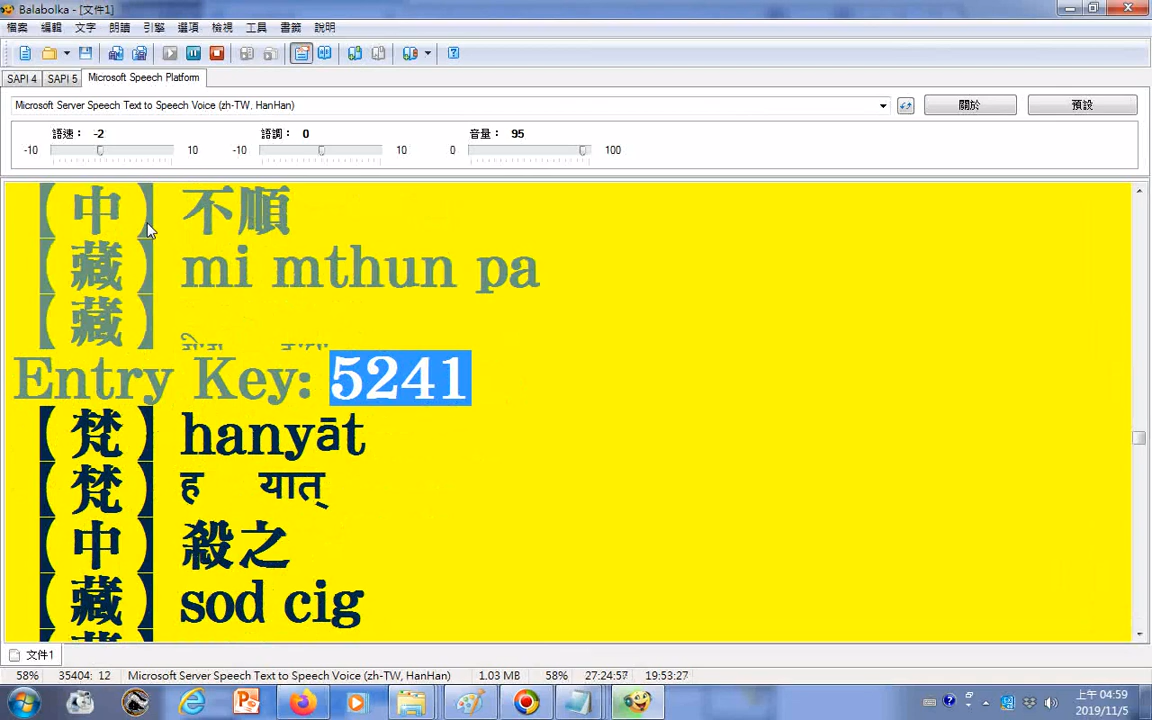 Balabolka - [文件1]
檔案 編輯 文字 朗讀 引擎 選項 檢視 工具 書籤 說明
SAPI 4 SAPI 5 Microsoft Speech Platform
Microsoft Server Speech Text to Speech Voice (zh-TW, HanHan) 關於 預設
語速： -2 語調： 0 音量： 95
-10 10 -10 10 0 100
【中】 不順
【藏】 mi mthun pa
【藏】
Entry Key: 5241
【梵】 hanyāt
【梵】 ह यात्
【中】 殺之
【藏】 sod cig
文件1
58% 35404: 12 Microsoft Server Speech Text to Speech Voice (zh-TW, HanHan) 1.03 MB 58% 27:24:57 19:53:27
上午 04:59
2019/11/5